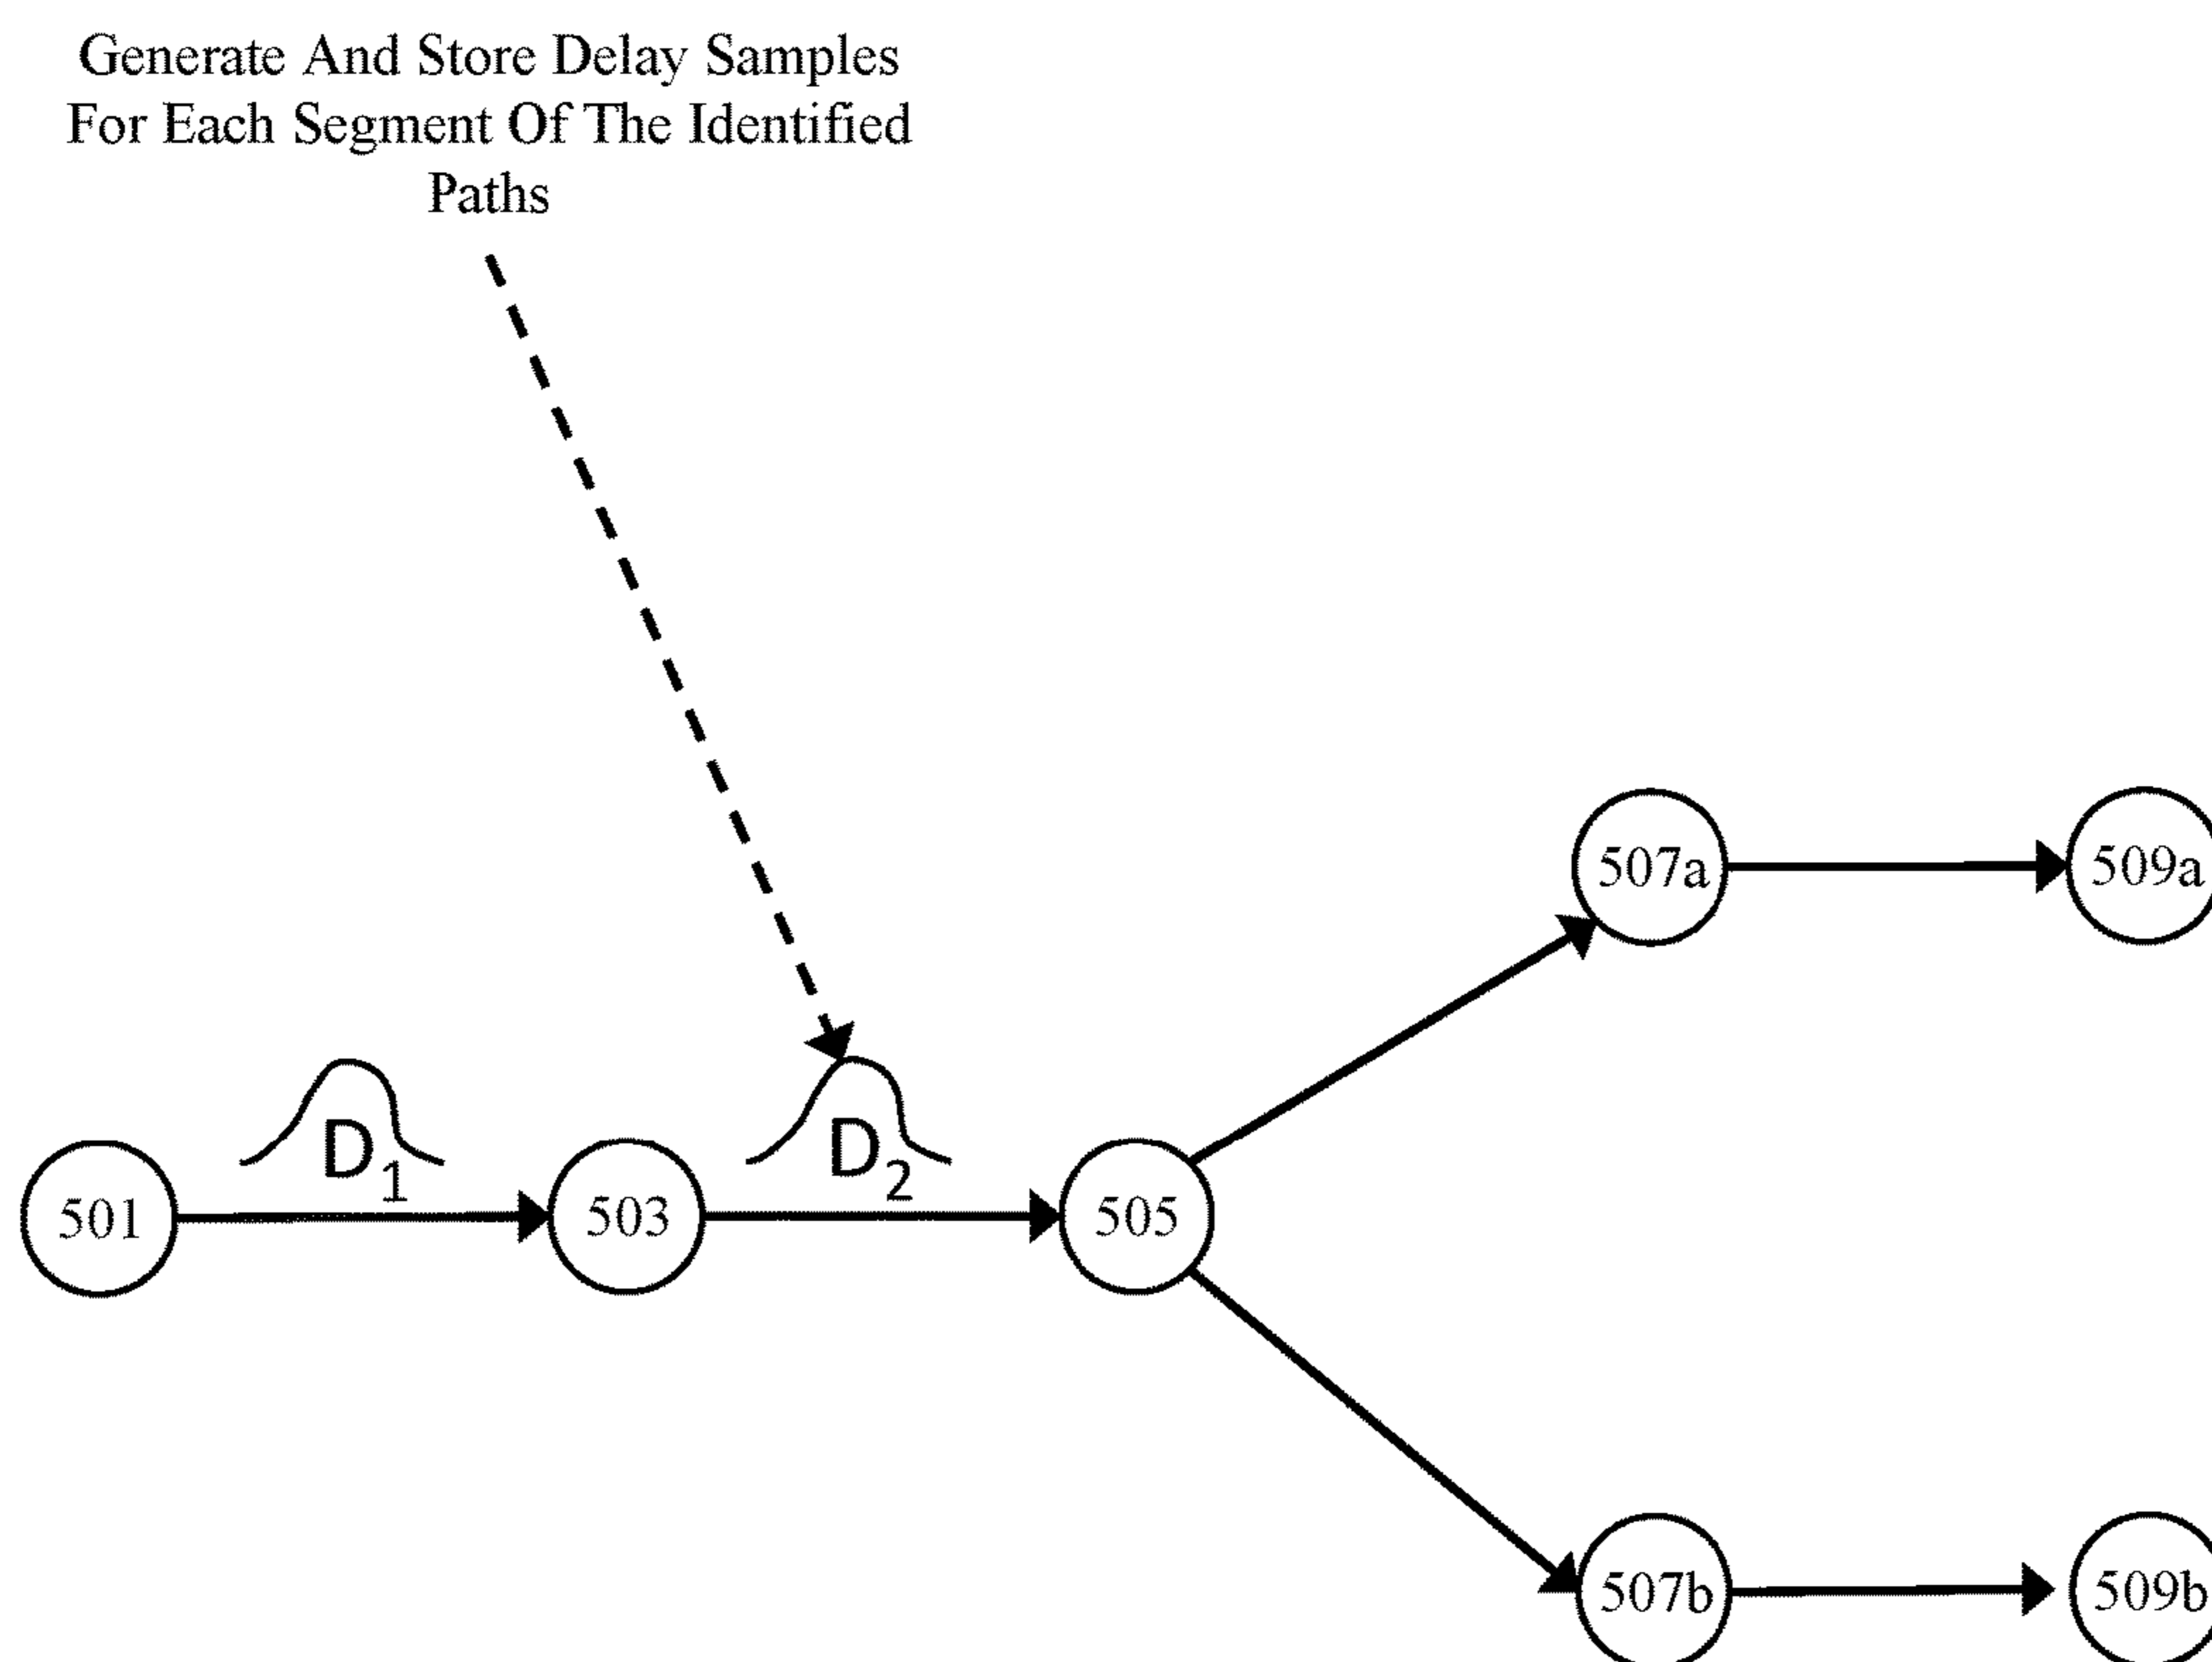 Generate And Store Delay Samples
For Each Segment Of The Identified
Paths
507a
509a
D₁
D₂
501
503
505
507b
509b